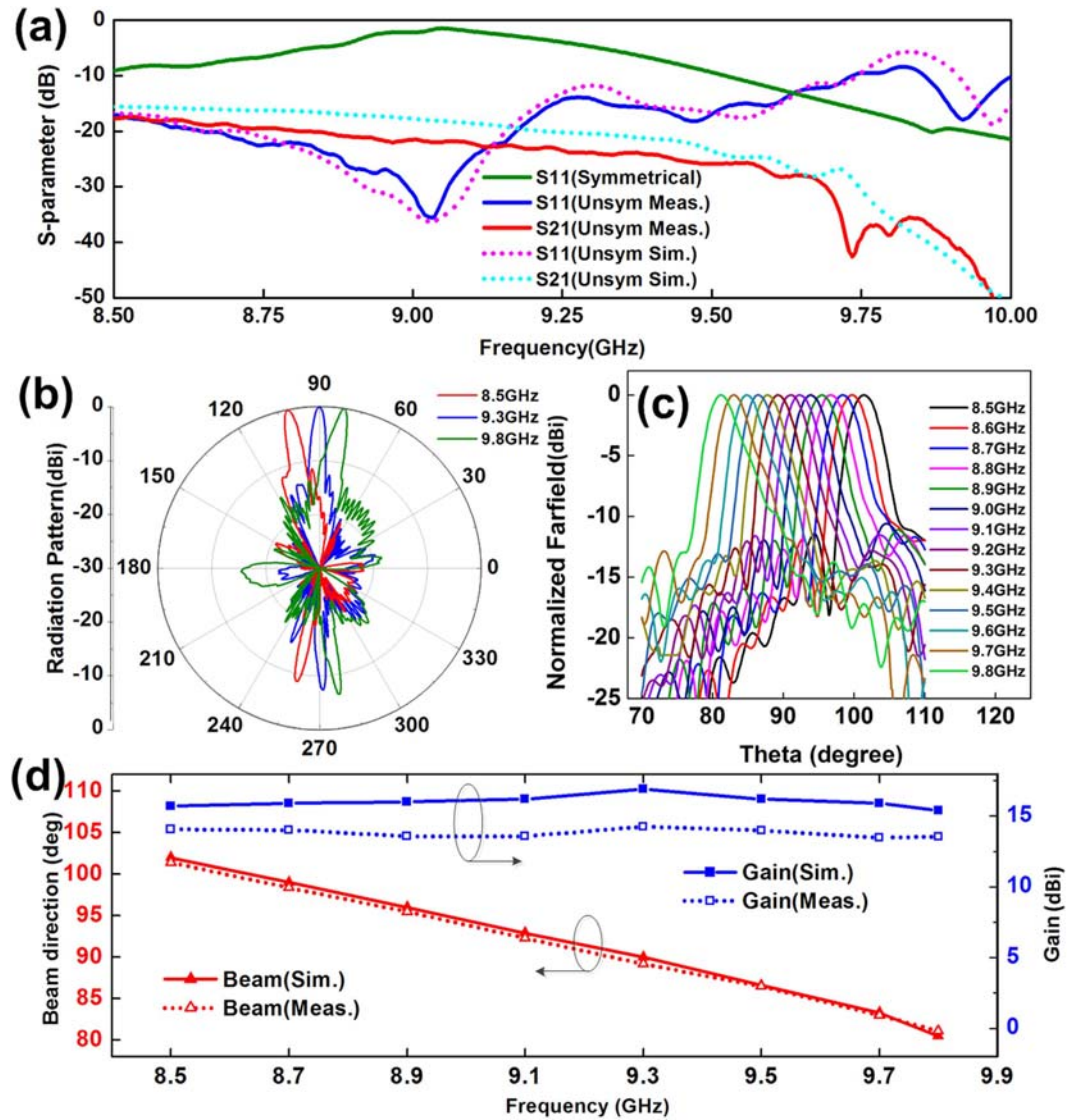 (a)
0
-10
-20
-30
-40
-50
S-parameter (dB)
S11(Symmetrical)
S11(Unsym Meas.)
S21(Unsym Meas.)
S11(Unsym Sim.)
S21(Unsym Sim.)
8.50 8.75 9.00 9.25 9.50 9.75 10.00
Frequency(GHz)
(b)
0
-10
-20
-30
-20
-10
0
Radiation Pattern(dBi)
90
120 60
150 30
180 0
210 330
240 300
270
8.5GHz
9.3GHz
9.8GHz
(c)
0
-5
-10
-15
-20
-25
Normalized Farfield(dBi)
8.5GHz
8.6GHz
8.7GHz
8.8GHz
8.9GHz
9.0GHz
9.1GHz
9.2GHz
9.3GHz
9.4GHz
9.5GHz
9.6GHz
9.7GHz
9.8GHz
70 80 90 100 110 120
Theta (degree)
(d)
110
105
100
95
90
85
80
Beam direction (deg)
Gain(Sim.)
Gain(Meas.)
Beam(Sim.)
Beam(Meas.)
15
10
5
0
Gain (dBi)
8.5 8.7 8.9 9.1 9.3 9.5 9.7 9.9
Frequency (GHz)